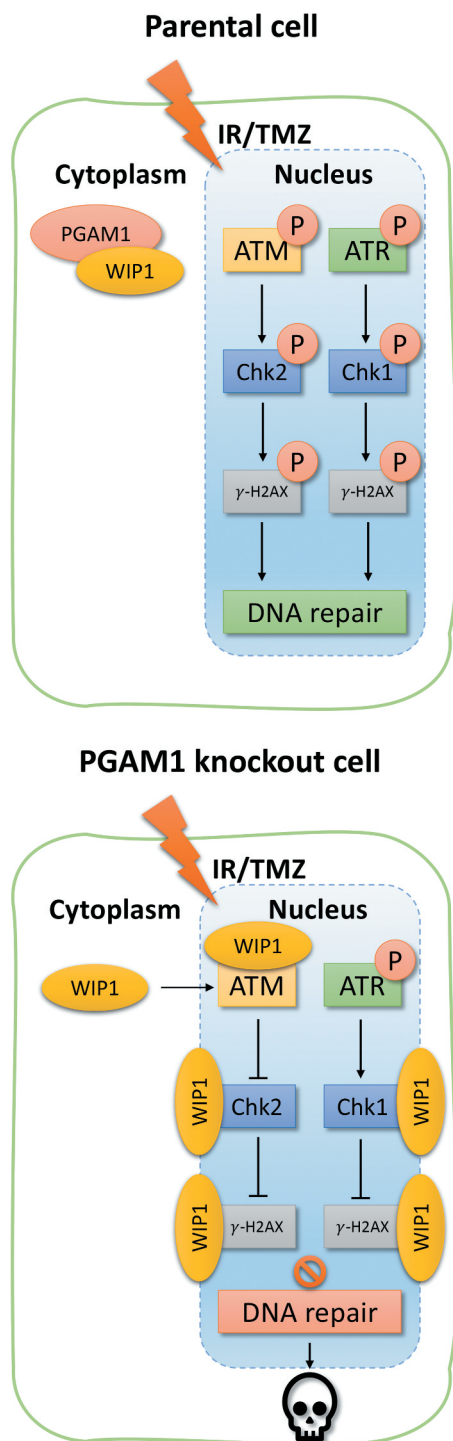 Parental cell
IR/TMZ
Cytoplasm Nucleus
PGAM1
WIP1
P P
ATM ATR
P P
Chk2 Chk1
P P
γ-H2AX γ-H2AX
DNA repair
PGAM1 knockout cell
IR/TMZ
Cytoplasm Nucleus
WIP1
P
WIP1 ATM ATR
WIP1 Chk2 Chk1 WIP1
WIP1 γ-H2AX γ-H2AX WIP1
DNA repair